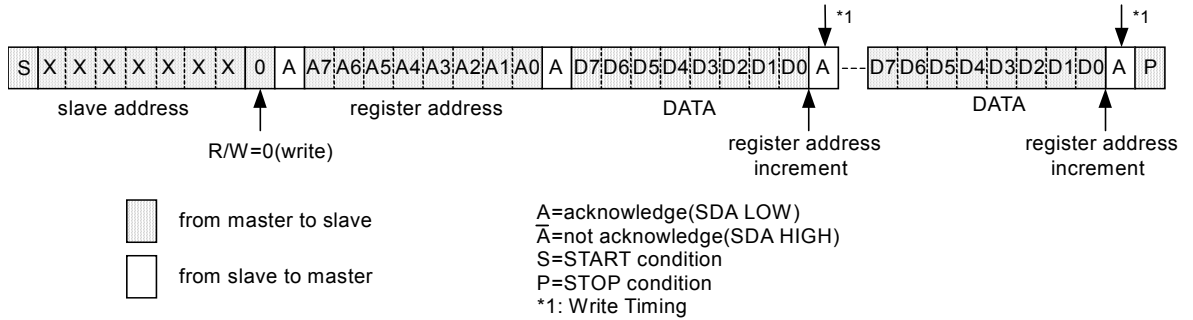 *1 *1
S X X X X X X X 0 A A7 A6 A5 A4 A3 A2 A1 A0 A D7 D6 D5 D4 D3 D2 D1 D0 A --- D7 D6 D5 D4 D3 D2 D1 D0 A P
slave address register address DATA DATA
R/W=0(write)
register address
increment
register address
increment
from master to slave
from slave to master
A=acknowledge(SDA LOW)
A̅=not acknowledge(SDA HIGH)
S=START condition
P=STOP condition
*1: Write Timing